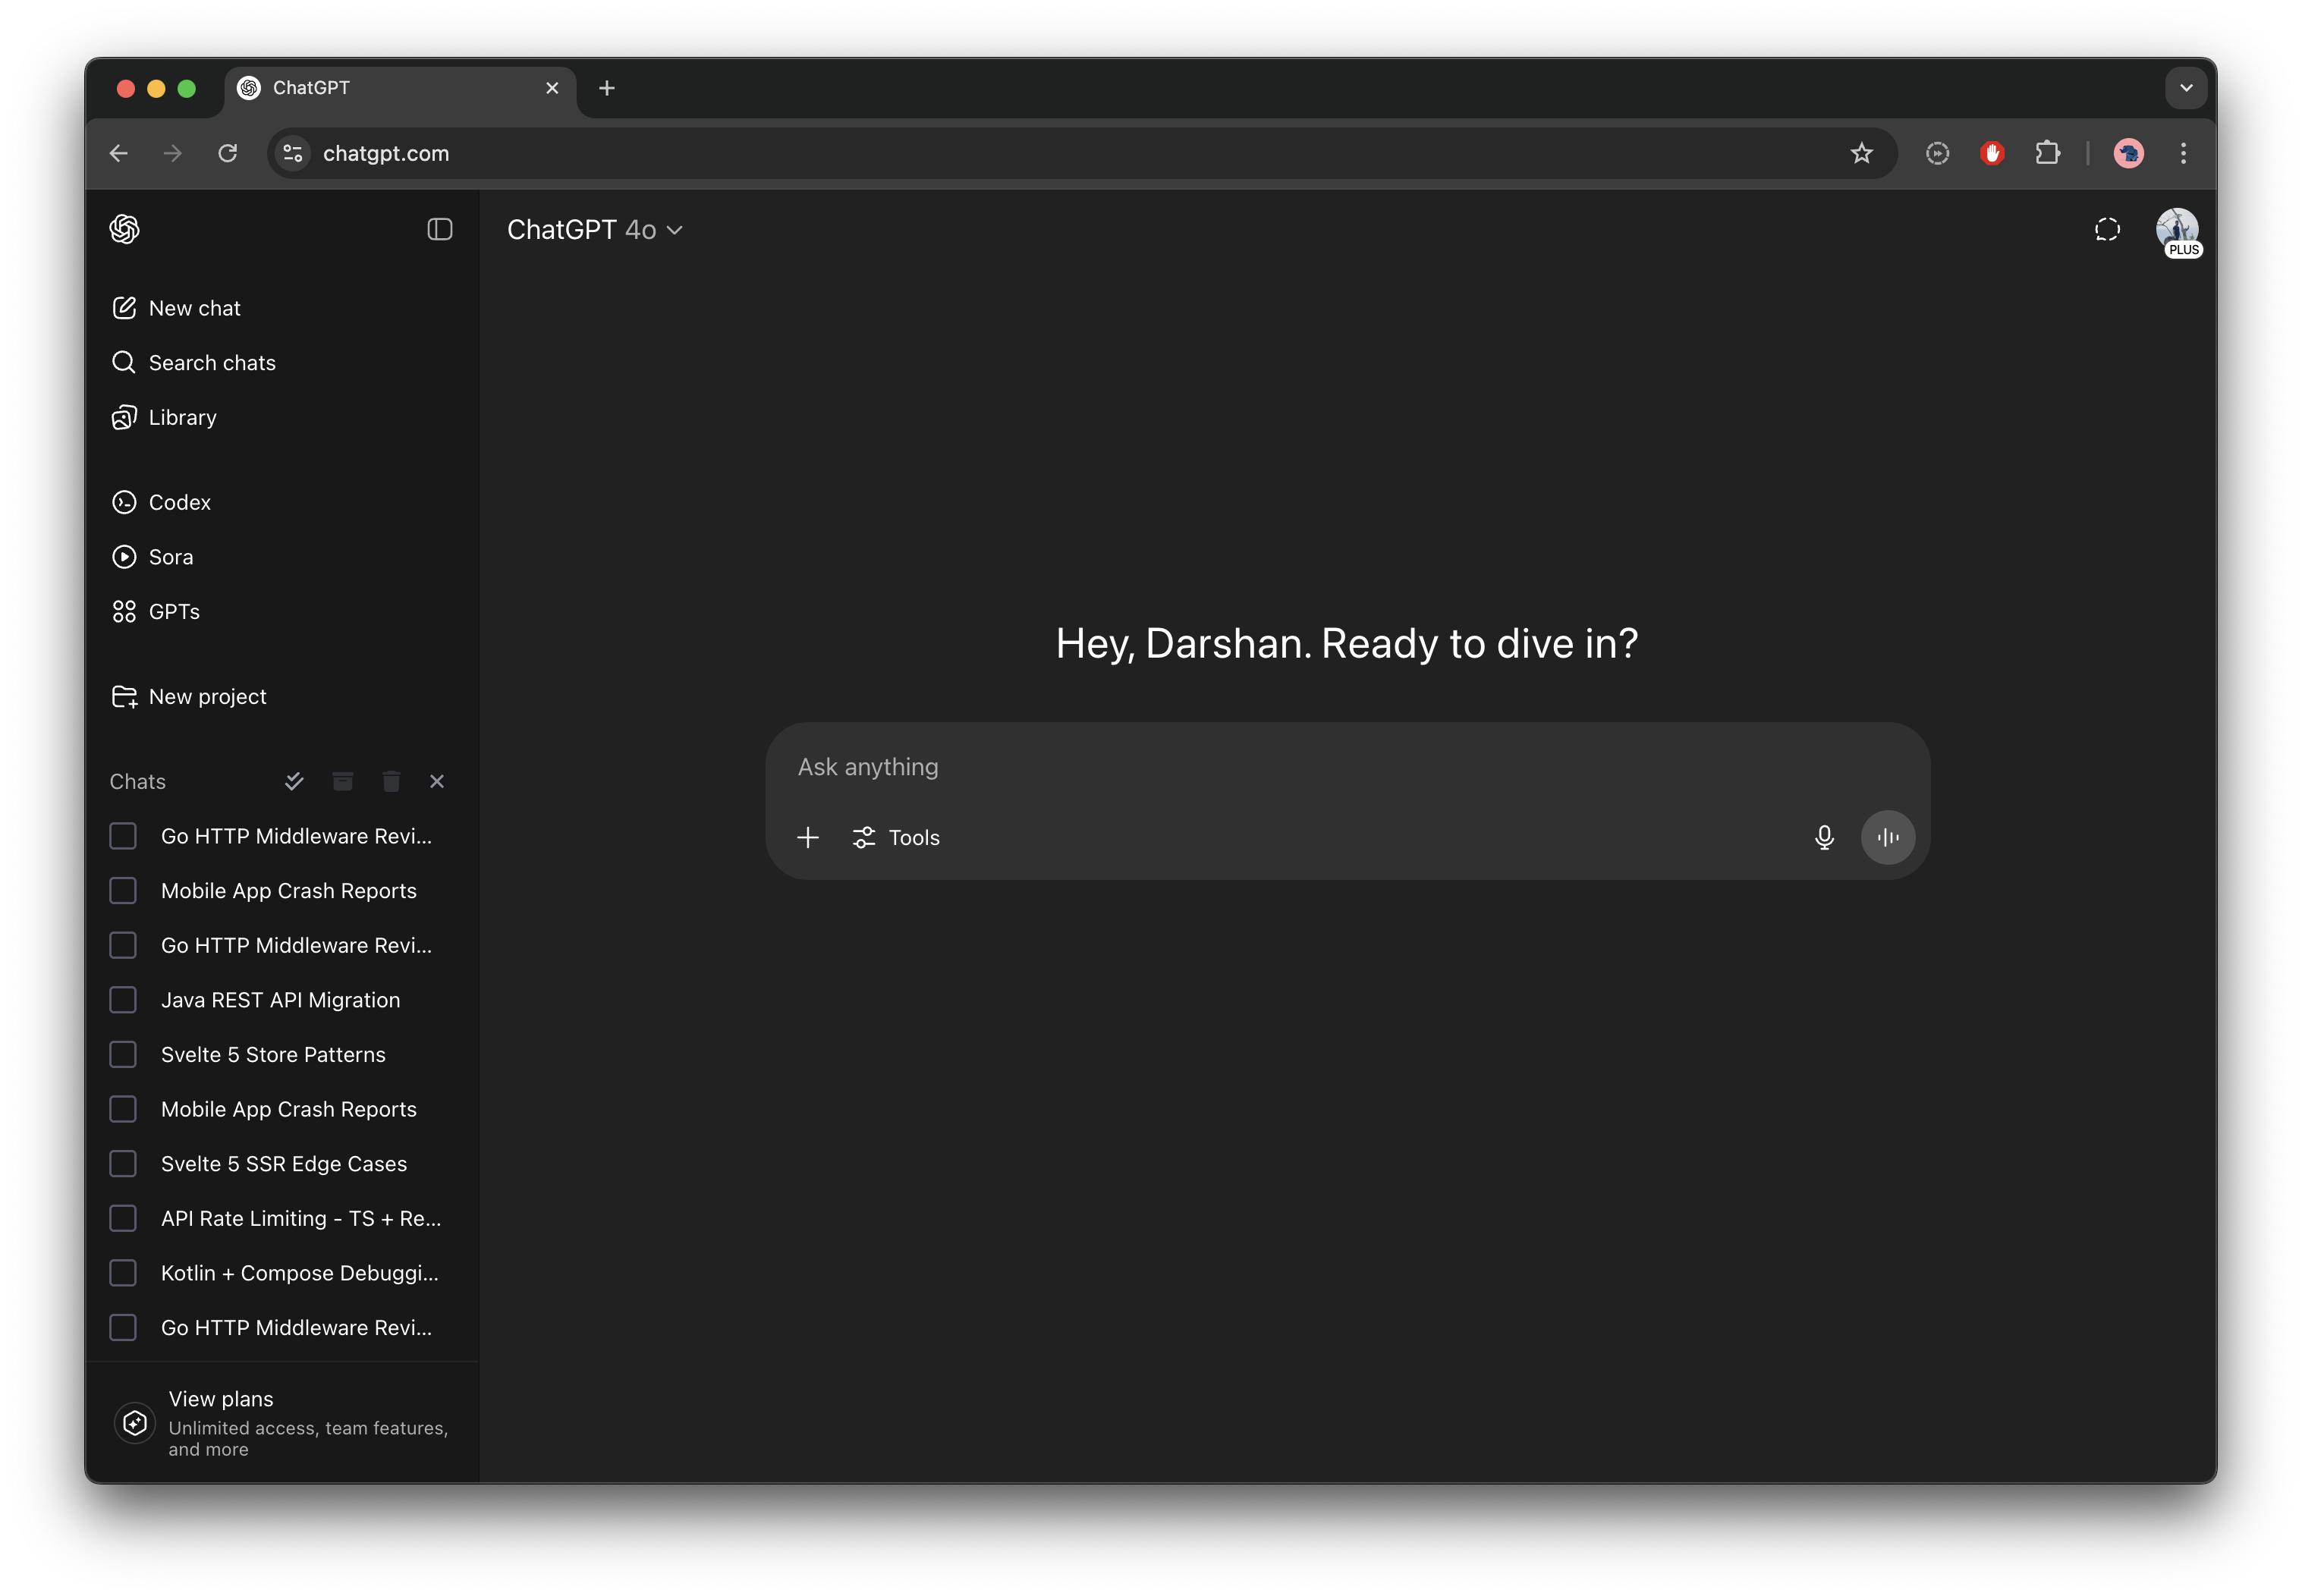 ChatGPT
chatgpt.com
ChatGPT 4o
PLUS
New chat
Search chats
Library
Codex
Sora
GPTs
New project
Chats
Go HTTP Middleware Revi...
Mobile App Crash Reports
Go HTTP Middleware Revi...
Java REST API Migration
Svelte 5 Store Patterns
Mobile App Crash Reports
Svelte 5 SSR Edge Cases
API Rate Limiting - TS + Re...
Kotlin + Compose Debuggi...
Go HTTP Middleware Revi...
View plans
Unlimited access, team features,
and more
Hey, Darshan. Ready to dive in?
Ask anything
Tools